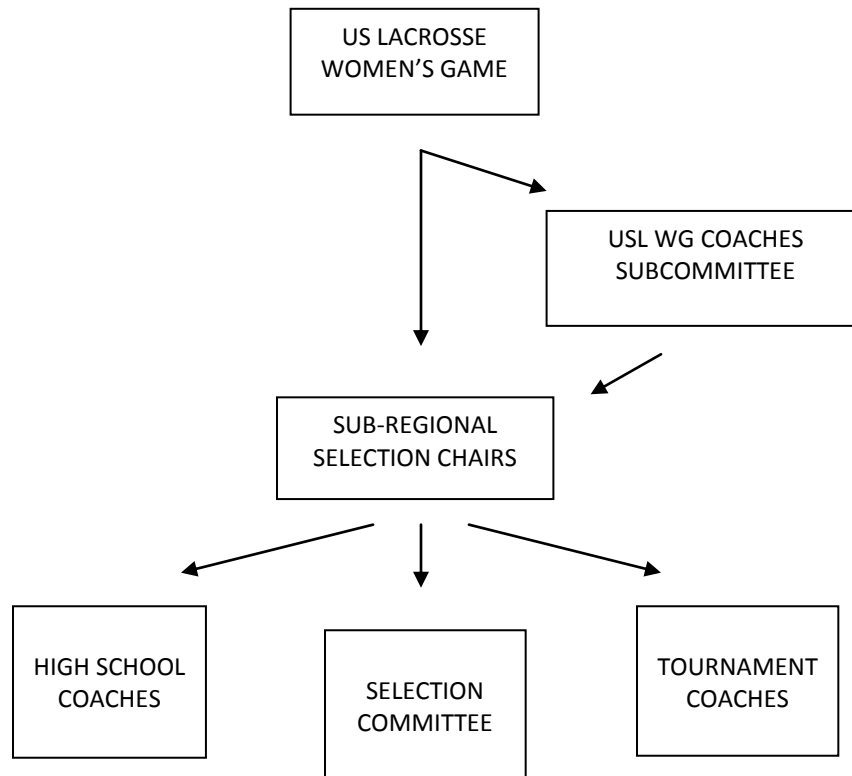 US LACROSSE
WOMEN’S GAME
USL WG COACHES
SUBCOMMITTEE
SUB-REGIONAL
SELECTION CHAIRS
HIGH SCHOOL
COACHES
SELECTION
COMMITTEE
TOURNAMENT
COACHES